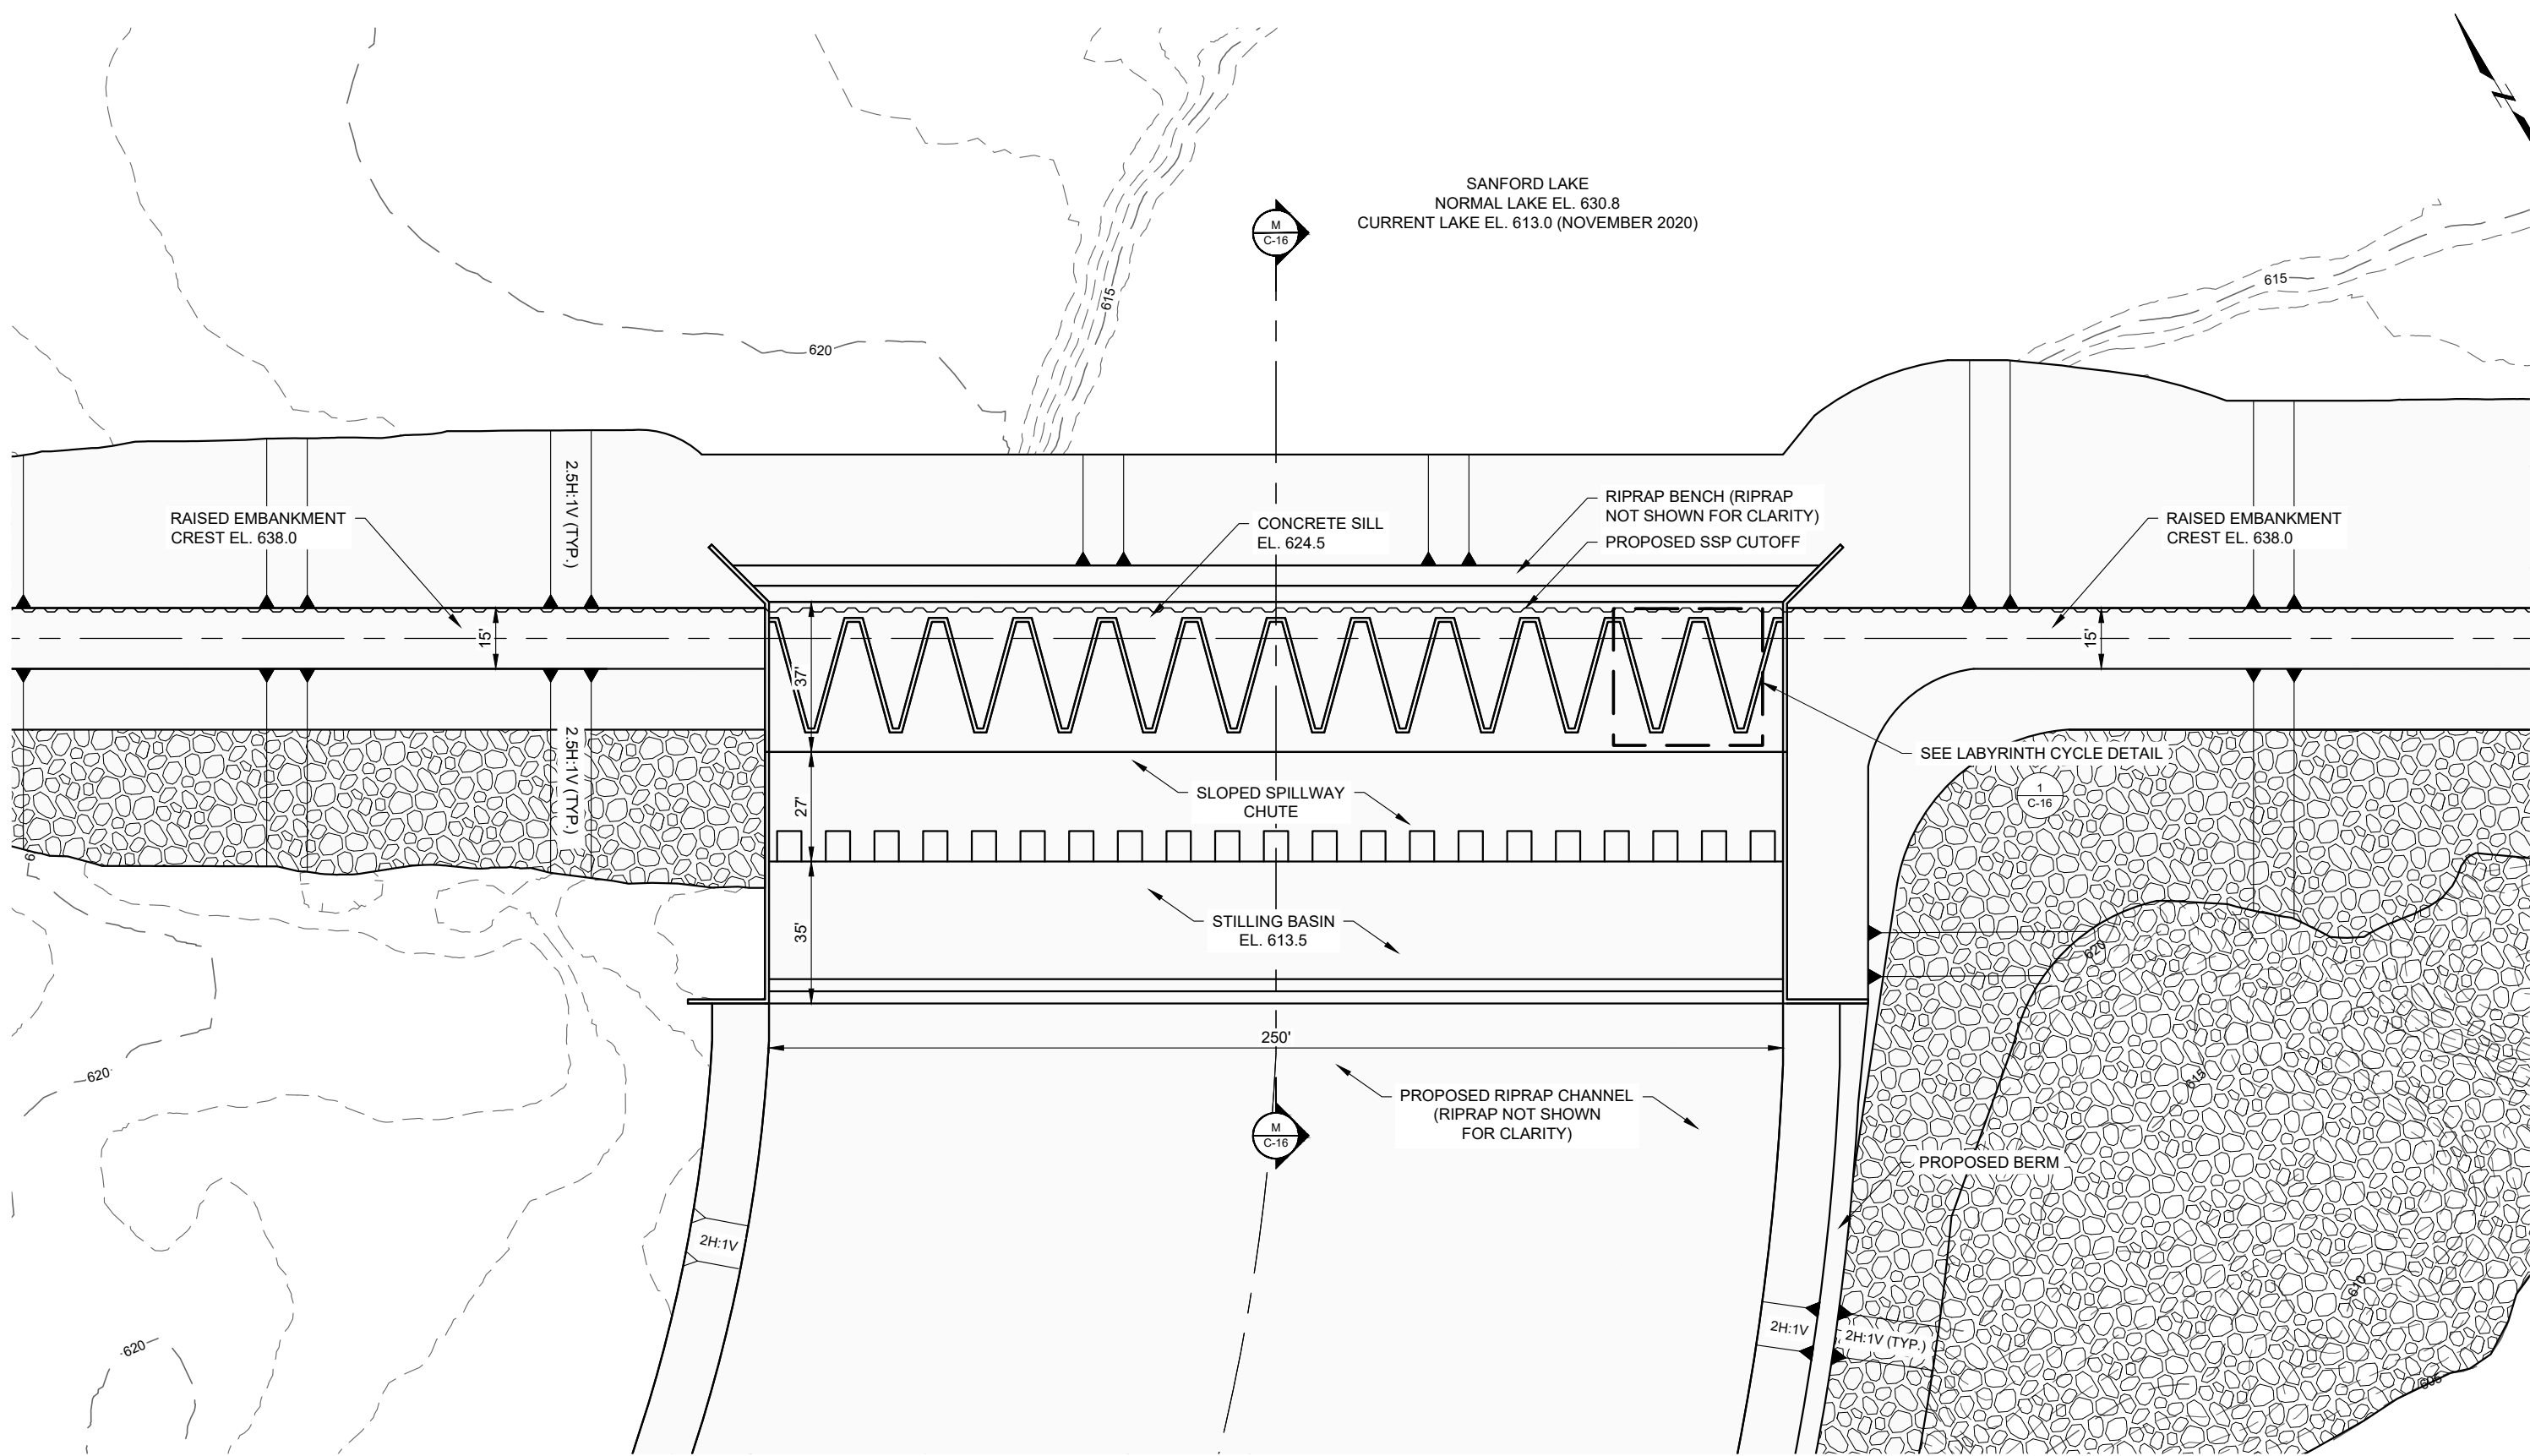 SANFORD LAKE
NORMAL LAKE EL. 630.8
CURRENT LAKE EL. 613.0 (NOVEMBER 2020)
N
M
C-16
615
615
620
2.5H:1V (TYP.)
RAISED EMBANKMENT
CREST EL. 638.0
CONCRETE SILL
EL. 624.5
RIPRAP BENCH (RIPRAP
NOT SHOWN FOR CLARITY)
PROPOSED SSP CUTOFF
RAISED EMBANKMENT
CREST EL. 638.0
15'
15'
37'
SEE LABYRINTH CYCLE DETAIL
1
C-16
2.5H:1V (TYP.)
27'
SLOPED SPILLWAY
CHUTE
35'
STILLING BASIN
EL. 613.5
620
250'
620
615
PROPOSED RIPRAP CHANNEL
(RIPRAP NOT SHOWN
FOR CLARITY)
M
C-16
PROPOSED BERM
2H:1V
610
2H:1V
2H:1V (TYP.)
620
605